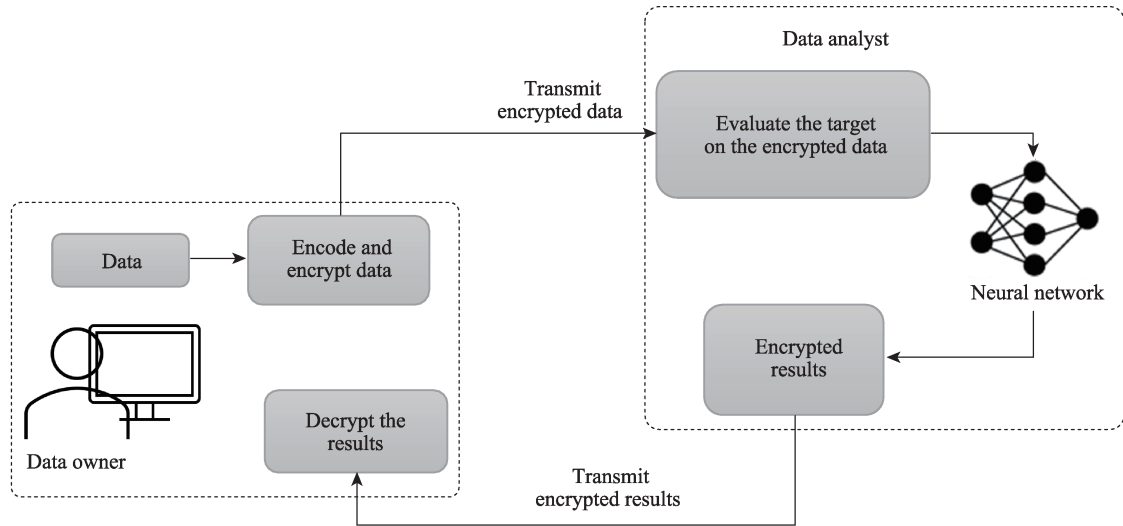 Data analyst
Transmit
encrypted data
Evaluate the target
on the encrypted data
Neural network
Data
Encode and
encrypt data
Encrypted
results
Decrypt the
results
Data owner
Transmit
encrypted results